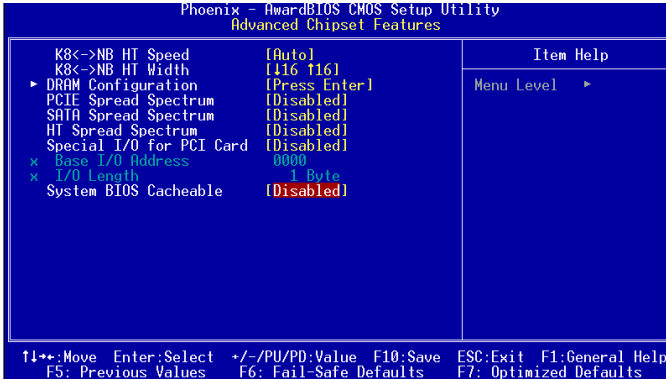 Phoenix - AwardBIOS CMOS Setup Utility
Advanced Chipset Features
K8<->NB HT Speed [Auto]
K8<->NB HT Width [↓16 ↑16]
► DRAM Configuration [Press Enter]
PCIE Spread Spectrum [Disabled]
SATA Spread Spectrum [Disabled]
HT Spread Spectrum [Disabled]
Special I/O for PCI Card [Disabled]
x Base I/O Address 0000
x I/O Length 1 Byte
System BIOS Cacheable [Disabled]
Item Help
Menu Level ►
↑↓→←:Move Enter:Select +/-/PU/PD:Value F10:Save ESC:Exit F1:General Help
F5: Previous Values F6: Fail-Safe Defaults F7: Optimized Defaults